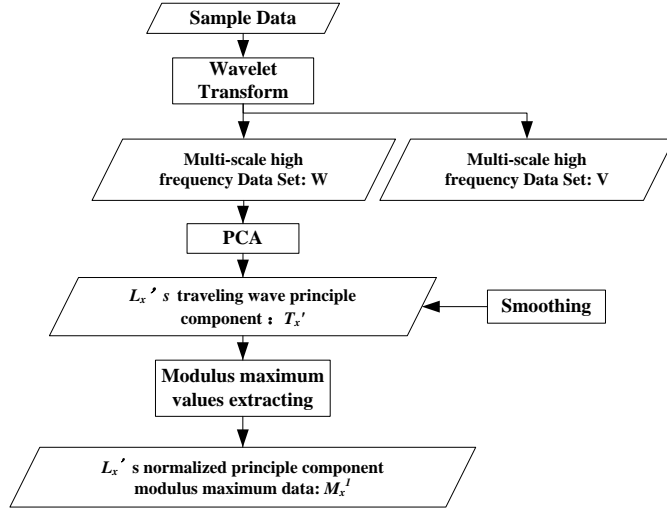 Sample Data
Wavelet
Transform
Multi-scale high
frequency Data Set: W
Multi-scale high
frequency Data Set: V
PCA
Lₓ’s traveling wave principle
component：Tₓ'
Smoothing
Modulus maximum
values extracting
Lₓ’s normalized principle component
modulus maximum data: Mₓ¹